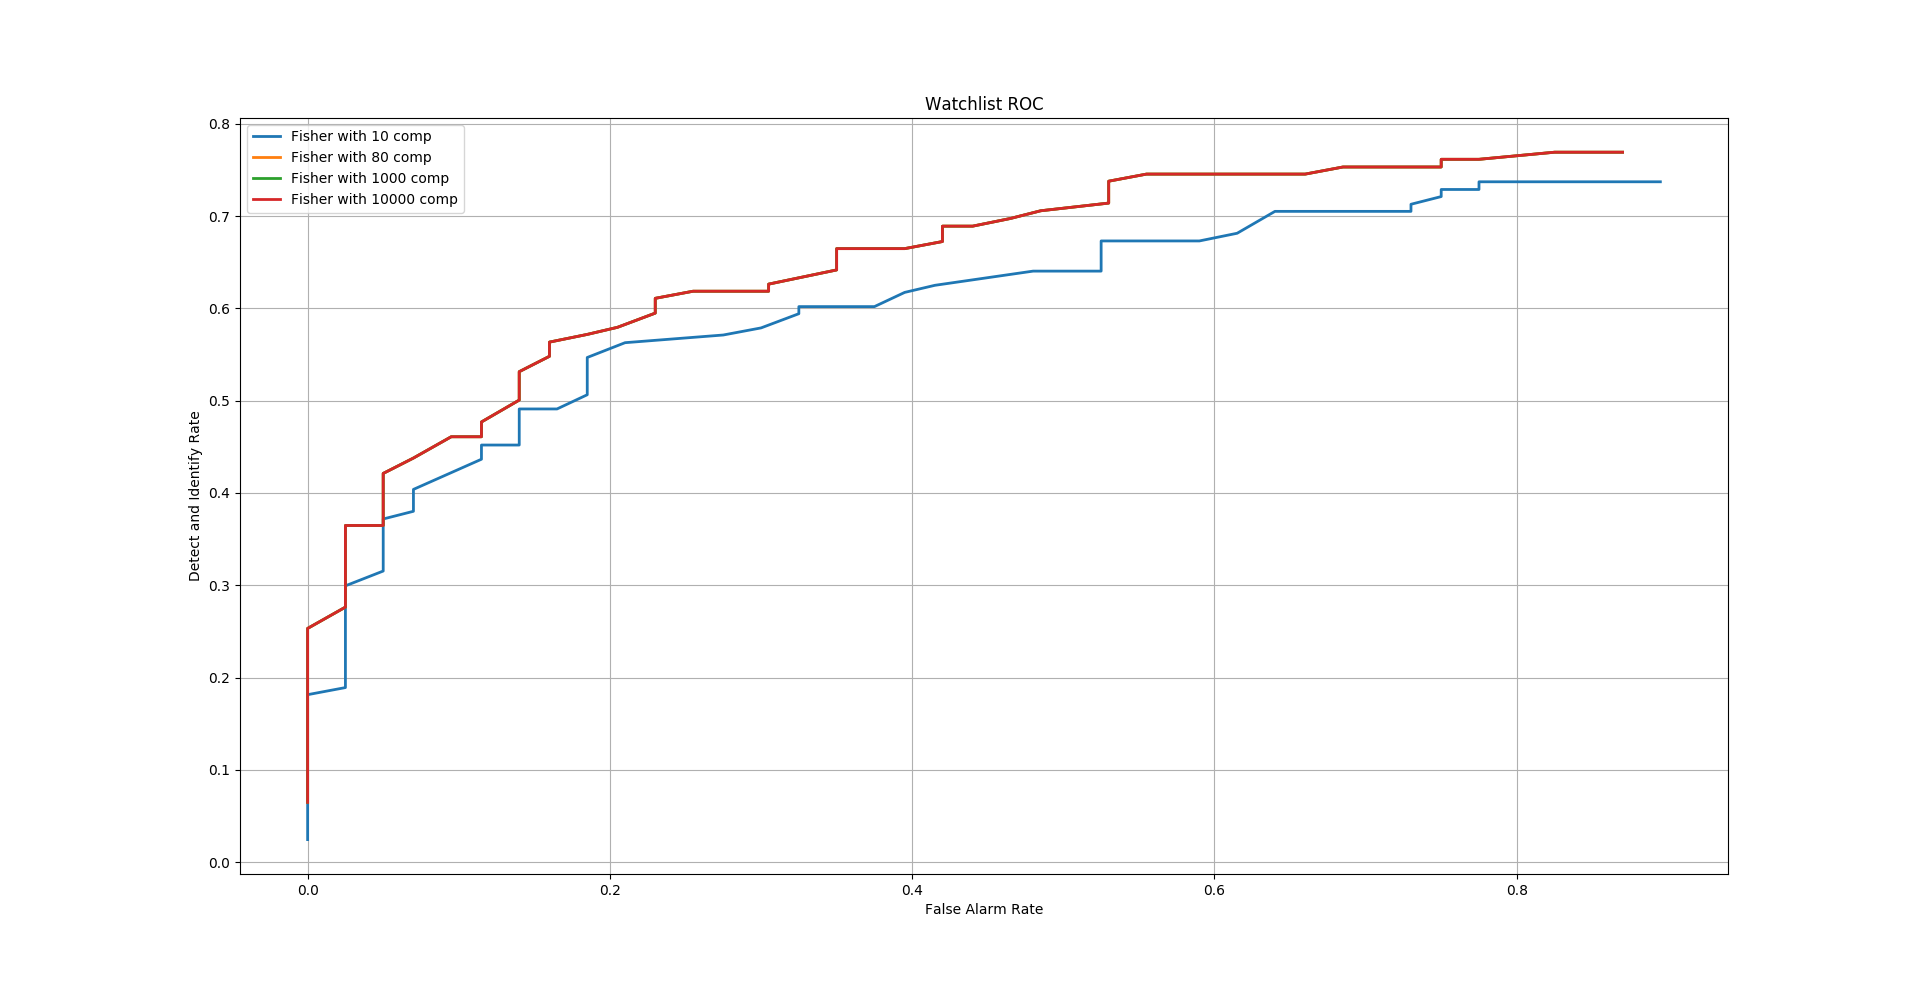 Watchlist ROC
Fisher with 10 comp
Fisher with 80 comp
Fisher with 1000 comp
Fisher with 10000 comp
0.8
0.7
0.6
0.5
0.4
0.3
0.2
0.1
0.0
Detect and Identify Rate
0.0 0.2 0.4 0.6 0.8
False Alarm Rate